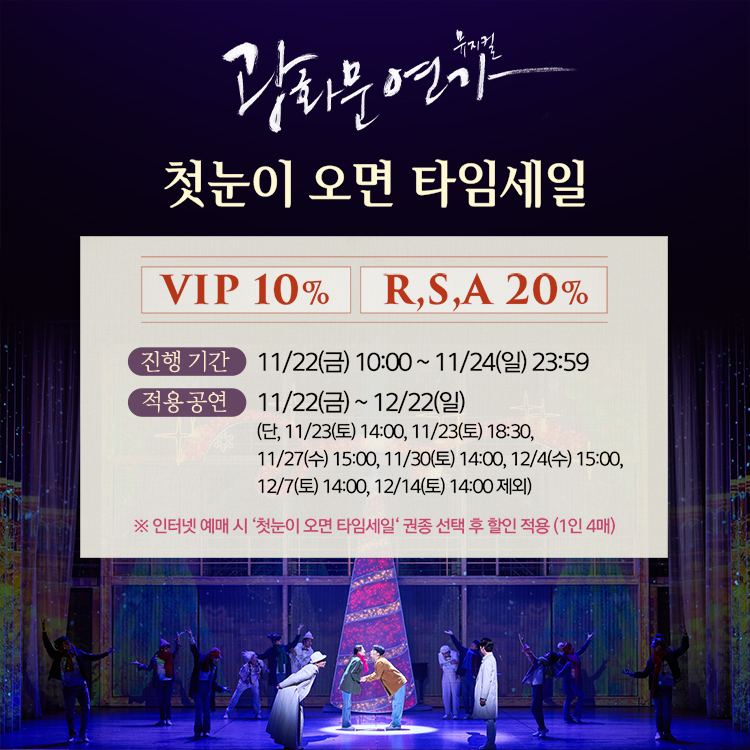 뮤지컬
광화문연가
첫눈이 오면 타임세일
VIP 10% R,S,A 20%
진행 기간 11/22(금) 10:00 ~ 11/24(일) 23:59
적용공연 11/22(금) ~ 12/22(일)
(단, 11/23(토) 14:00, 11/23(토) 18:30,
11/27(수) 15:00, 11/30(토) 14:00, 12/4(수) 15:00,
12/7(토) 14:00, 12/14(토) 14:00 제외)
※ 인터넷 예매 시 ‘첫눈이 오면 타임세일‘ 권종 선택 후 할인 적용 (1인 4매)